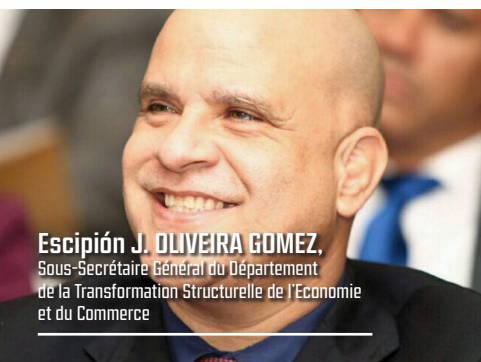 Escipión J. OLIVEIRA GOMEZ,
Sous-Secrétaire Général du Département
de la Transformation Structurelle de l'Economie
et du Commerce